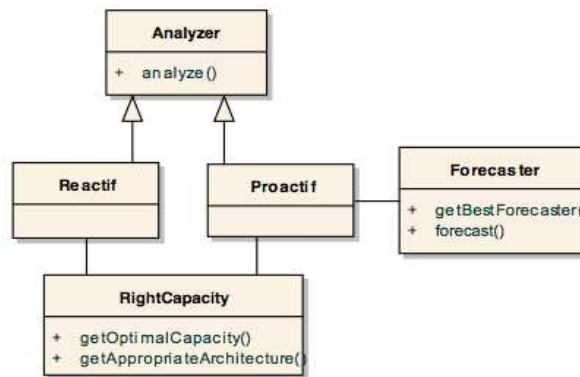 Analyzer
+ analyze()
Reactif
Proactif
Forecaster
+ getBestForecaster(
+ forecast()
RightCapacity
+ getOptimalCapacity()
+ getAppropriateArchitecture()